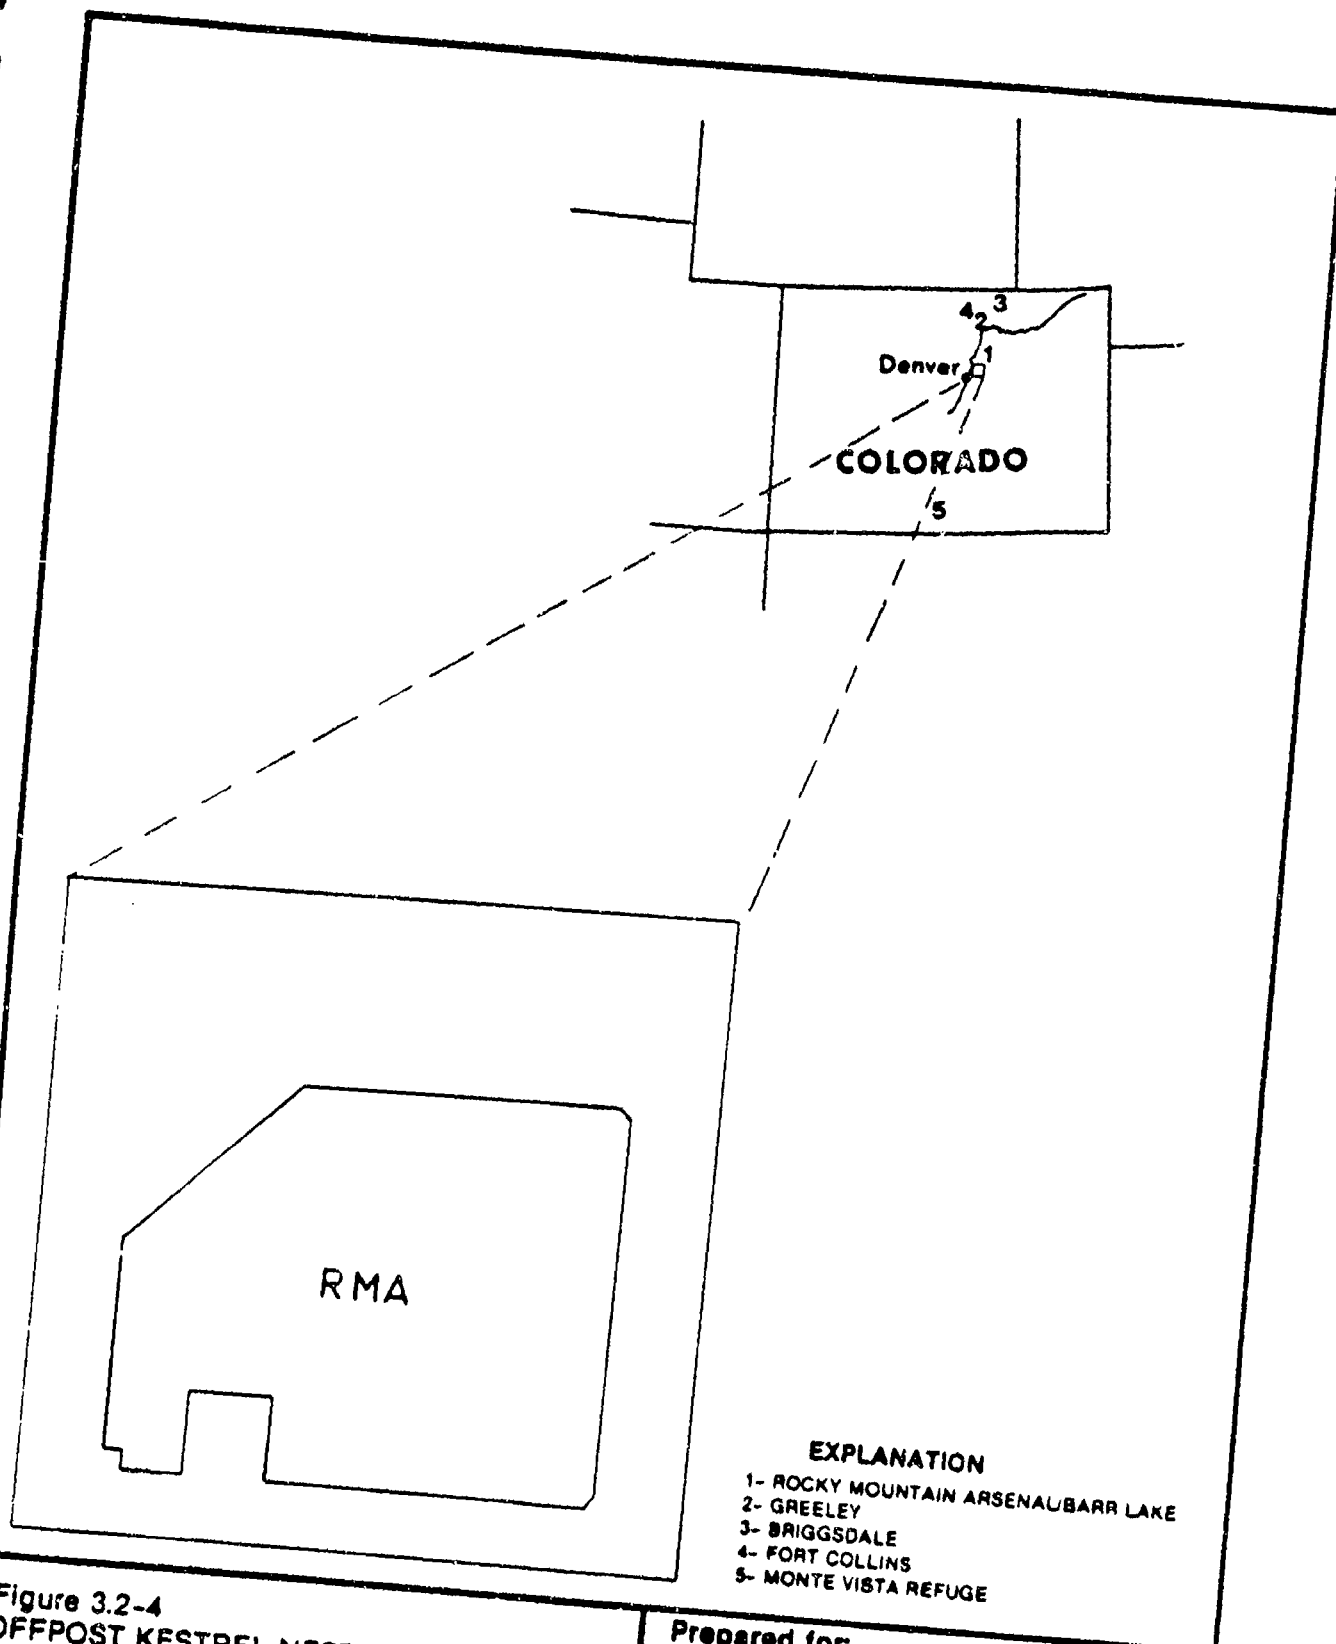 4 3
2
Denver 1
COLORADO
5
RMA
EXPLANATION
1- ROCKY MOUNTAIN ARSENAL/BARR LAKE
2- GREELEY
3- BRIGGSDALE
4- FORT COLLINS
5- MONTE VISTA REFUGE
Figure 3.2-4
OFFPOST KESTREL
Prepared for: